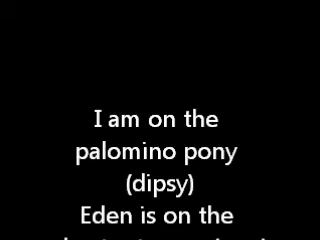 I am on the
palomino pony
(dipsy)
Eden is on the